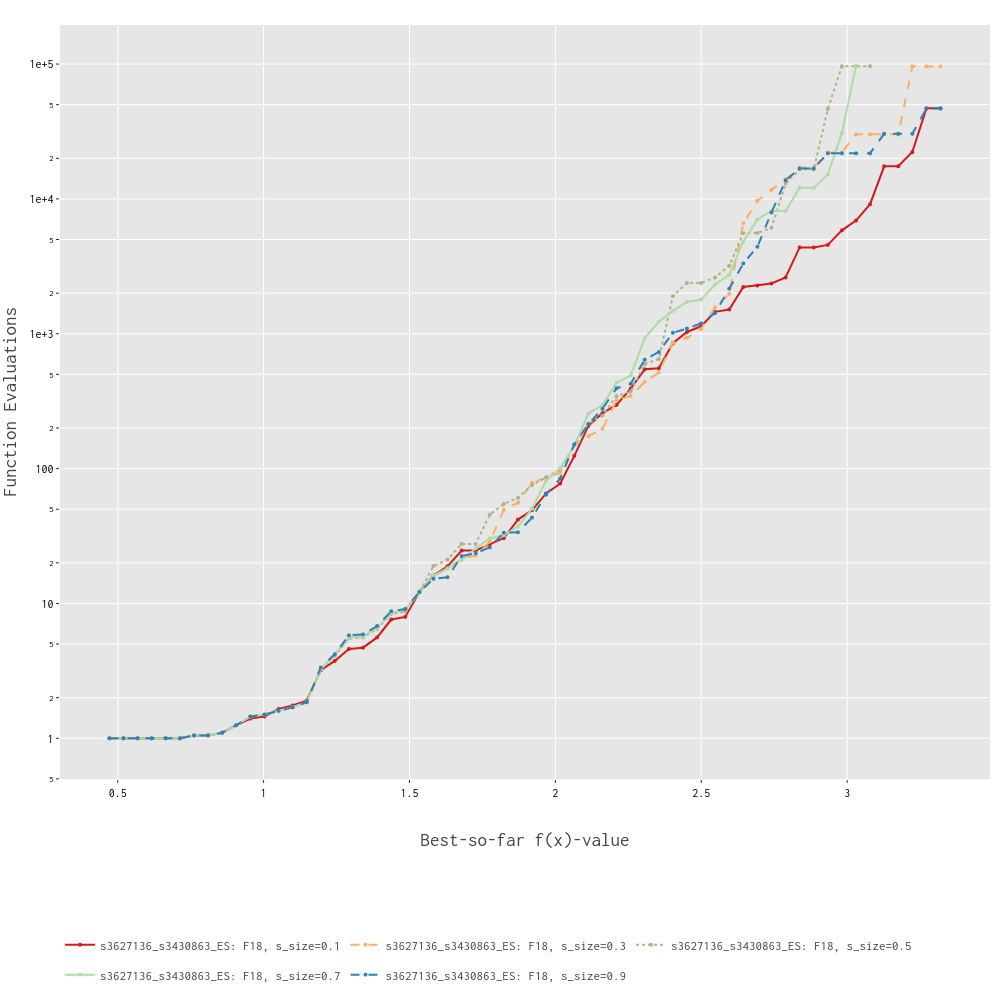 1e+5
5
2
1e+4
5
2
1e+3
5
2
100
5
2
10
5
2
1
5
Function Evaluations
0.5
1
1.5
2
2.5
3
Best-so-far f(x)-value
s3627136_s3430863_ES: F18, s_size=0.1
s3627136_s3430863_ES: F18, s_size=0.3
s3627136_s3430863_ES: F18, s_size=0.5
s3627136_s3430863_ES: F18, s_size=0.7
s3627136_s3430863_ES: F18, s_size=0.9